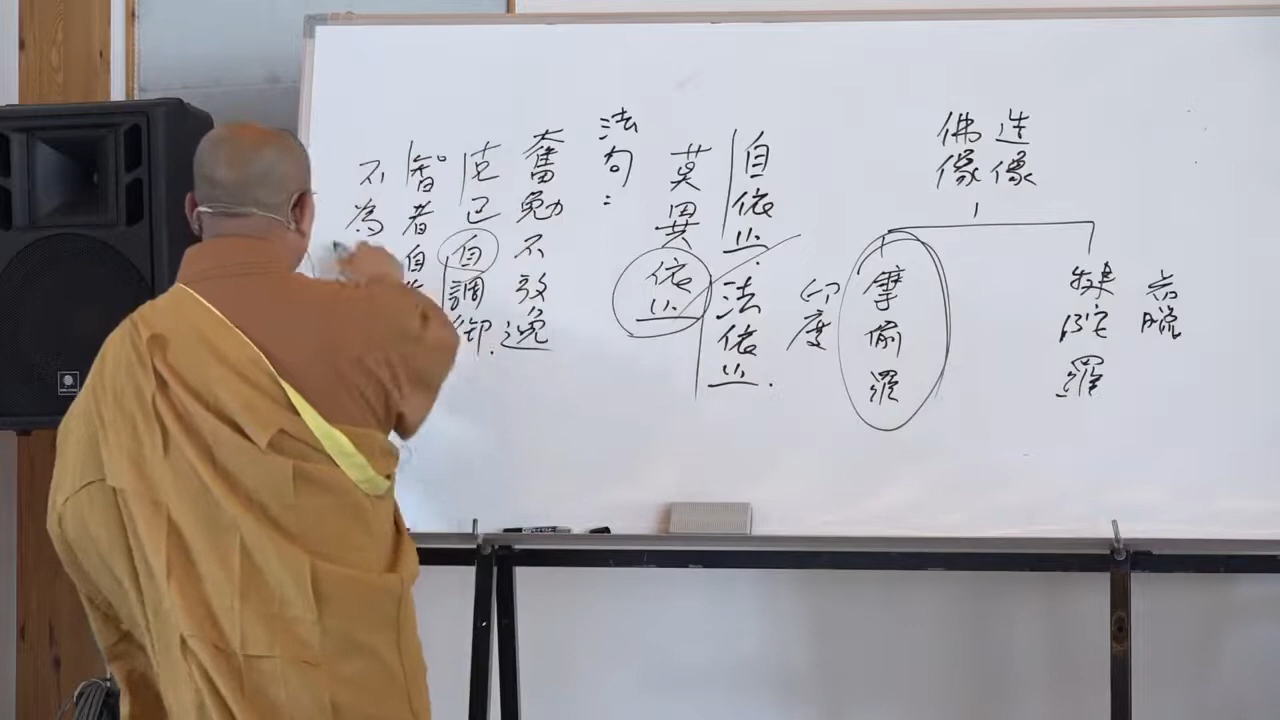 造像
佛像
希臘
犍陀羅
摩偷羅
印度
自依止.法依止.
莫異依止
法句:
奮勉不放逸
克己自調御.
智者自
不為